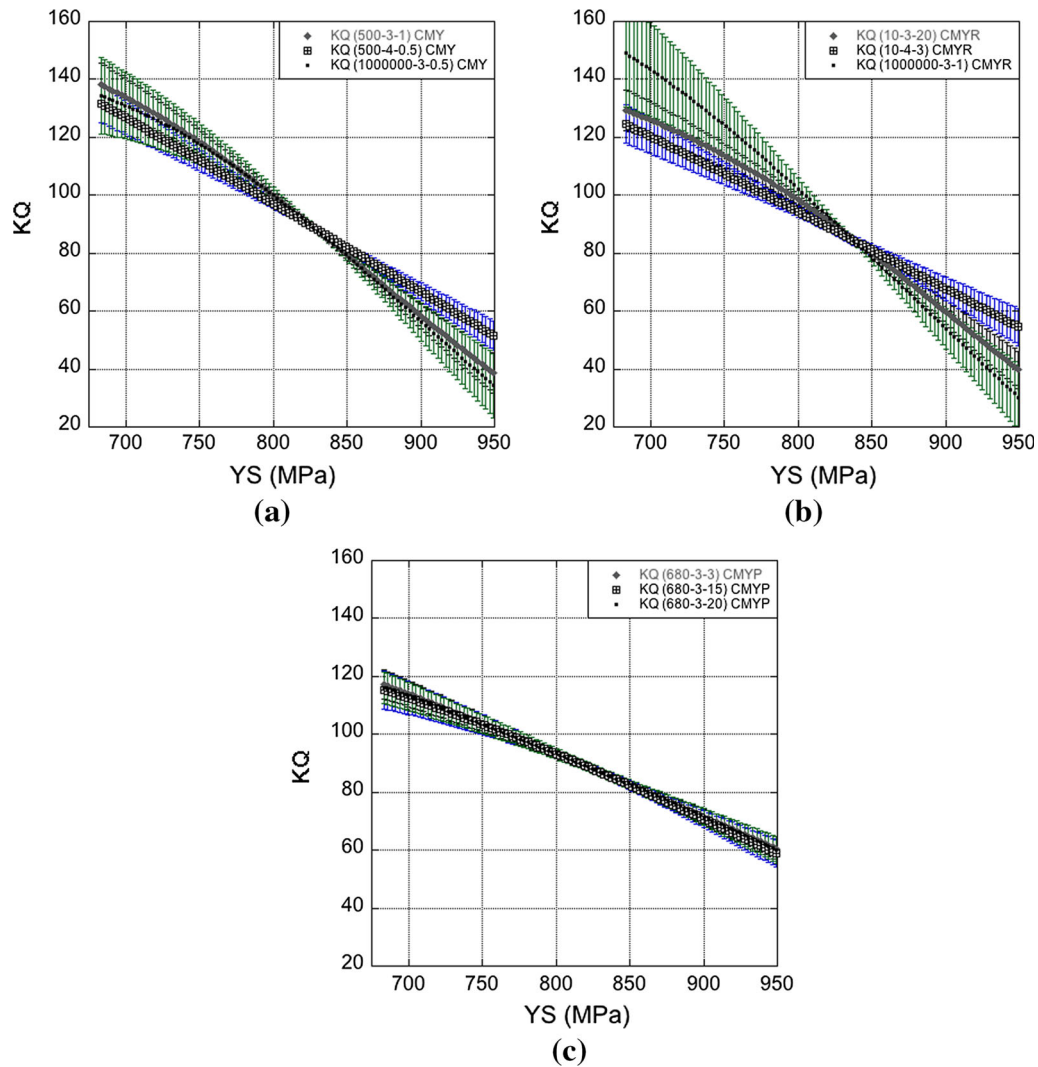 160
140
120
100
80
60
40
20
KQ
KQ (500-3-1) CMY
KQ (500-4-0.5) CMY
KQ (1000000-3-0.5) CMY
700 750 800 850 900 950
YS (MPa)
(a)
160
140
120
100
80
60
40
20
KQ
KQ (10-3-20) CMYR
KQ (10-4-3) CMYR
KQ (1000000-3-1) CMYR
700 750 800 850 900 950
YS (MPa)
(b)
160
140
120
100
80
60
40
20
KQ
KQ (680-3-3) CMYP
KQ (680-3-15) CMYP
KQ (680-3-20) CMYP
700 750 800 850 900 950
YS (MPa)
(c)